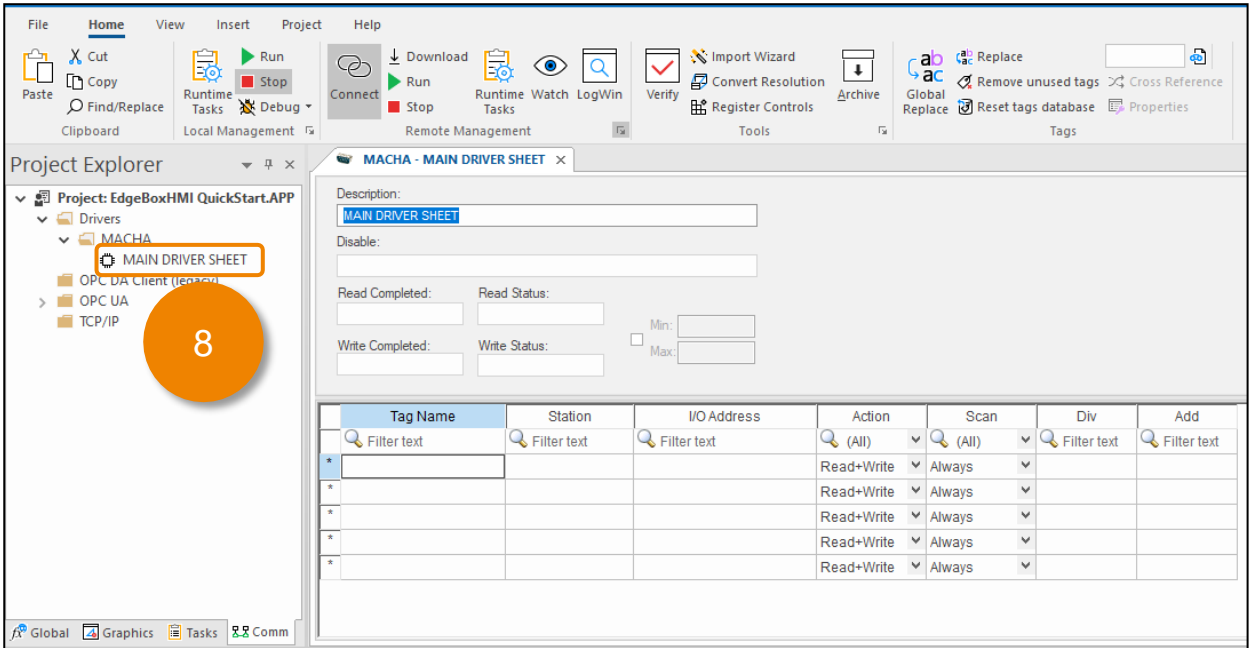 File Home View Insert Project Help
Paste
Cut
Copy
Find/Replace
Clipboard
Runtime Tasks
Run
Stop
Debug
Local Management
Connect
Download
Run
Stop
Runtime Tasks
Watch
LogWin
Remote Management
Verify
Import Wizard
Convert Resolution
Register Controls
Archive
Tools
Global Replace
Replace
Remove unused tags
Reset tags database
Cross Reference
Properties
Tags
Project Explorer
Project: EdgeBoxHMI QuickStart.APP
Drivers
MACHA
MAIN DRIVER SHEET
OPC DA Client (legacy)
OPC UA
TCP/IP
8
Global Graphics Tasks Comm
MACHA - MAIN DRIVER SHEET
Description:
MAIN DRIVER SHEET
Disable:
Read Completed: Read Status:
Write Completed: Write Status:
Min:
Max:
Tag Name Station I/O Address Action Scan Div Add
Filter text Filter text Filter text (All) (All) Filter text Filter text
* Read+Write Always
* Read+Write Always
* Read+Write Always
* Read+Write Always
* Read+Write Always